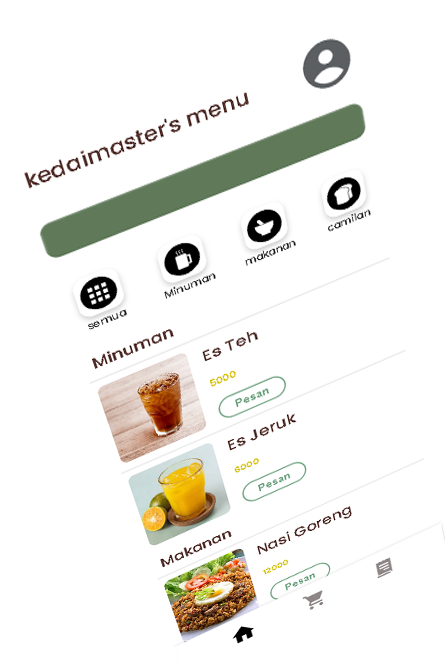 kedaimaster's menu
semua
Minuman
makanan
camilan
Minuman
Es Teh
5000
Pesan
Es Jeruk
6000
Pesan
Makanan
Nasi Goreng
12000
Pesan